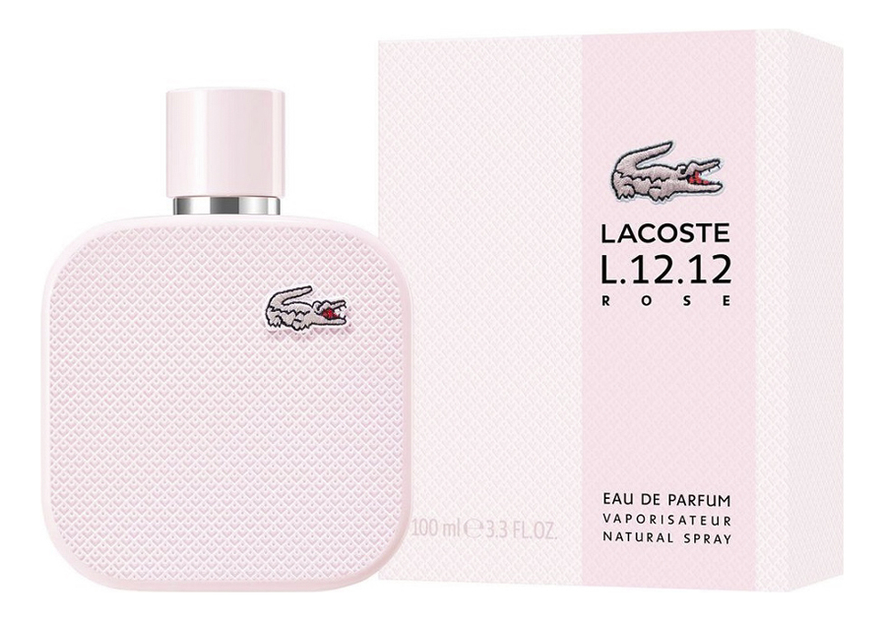 LACOSTE
L.12.12
ROSE
100 ml ℮ 3.3 FL.OZ.
EAU DE PARFUM
VAPORISATEUR
NATURAL SPRAY